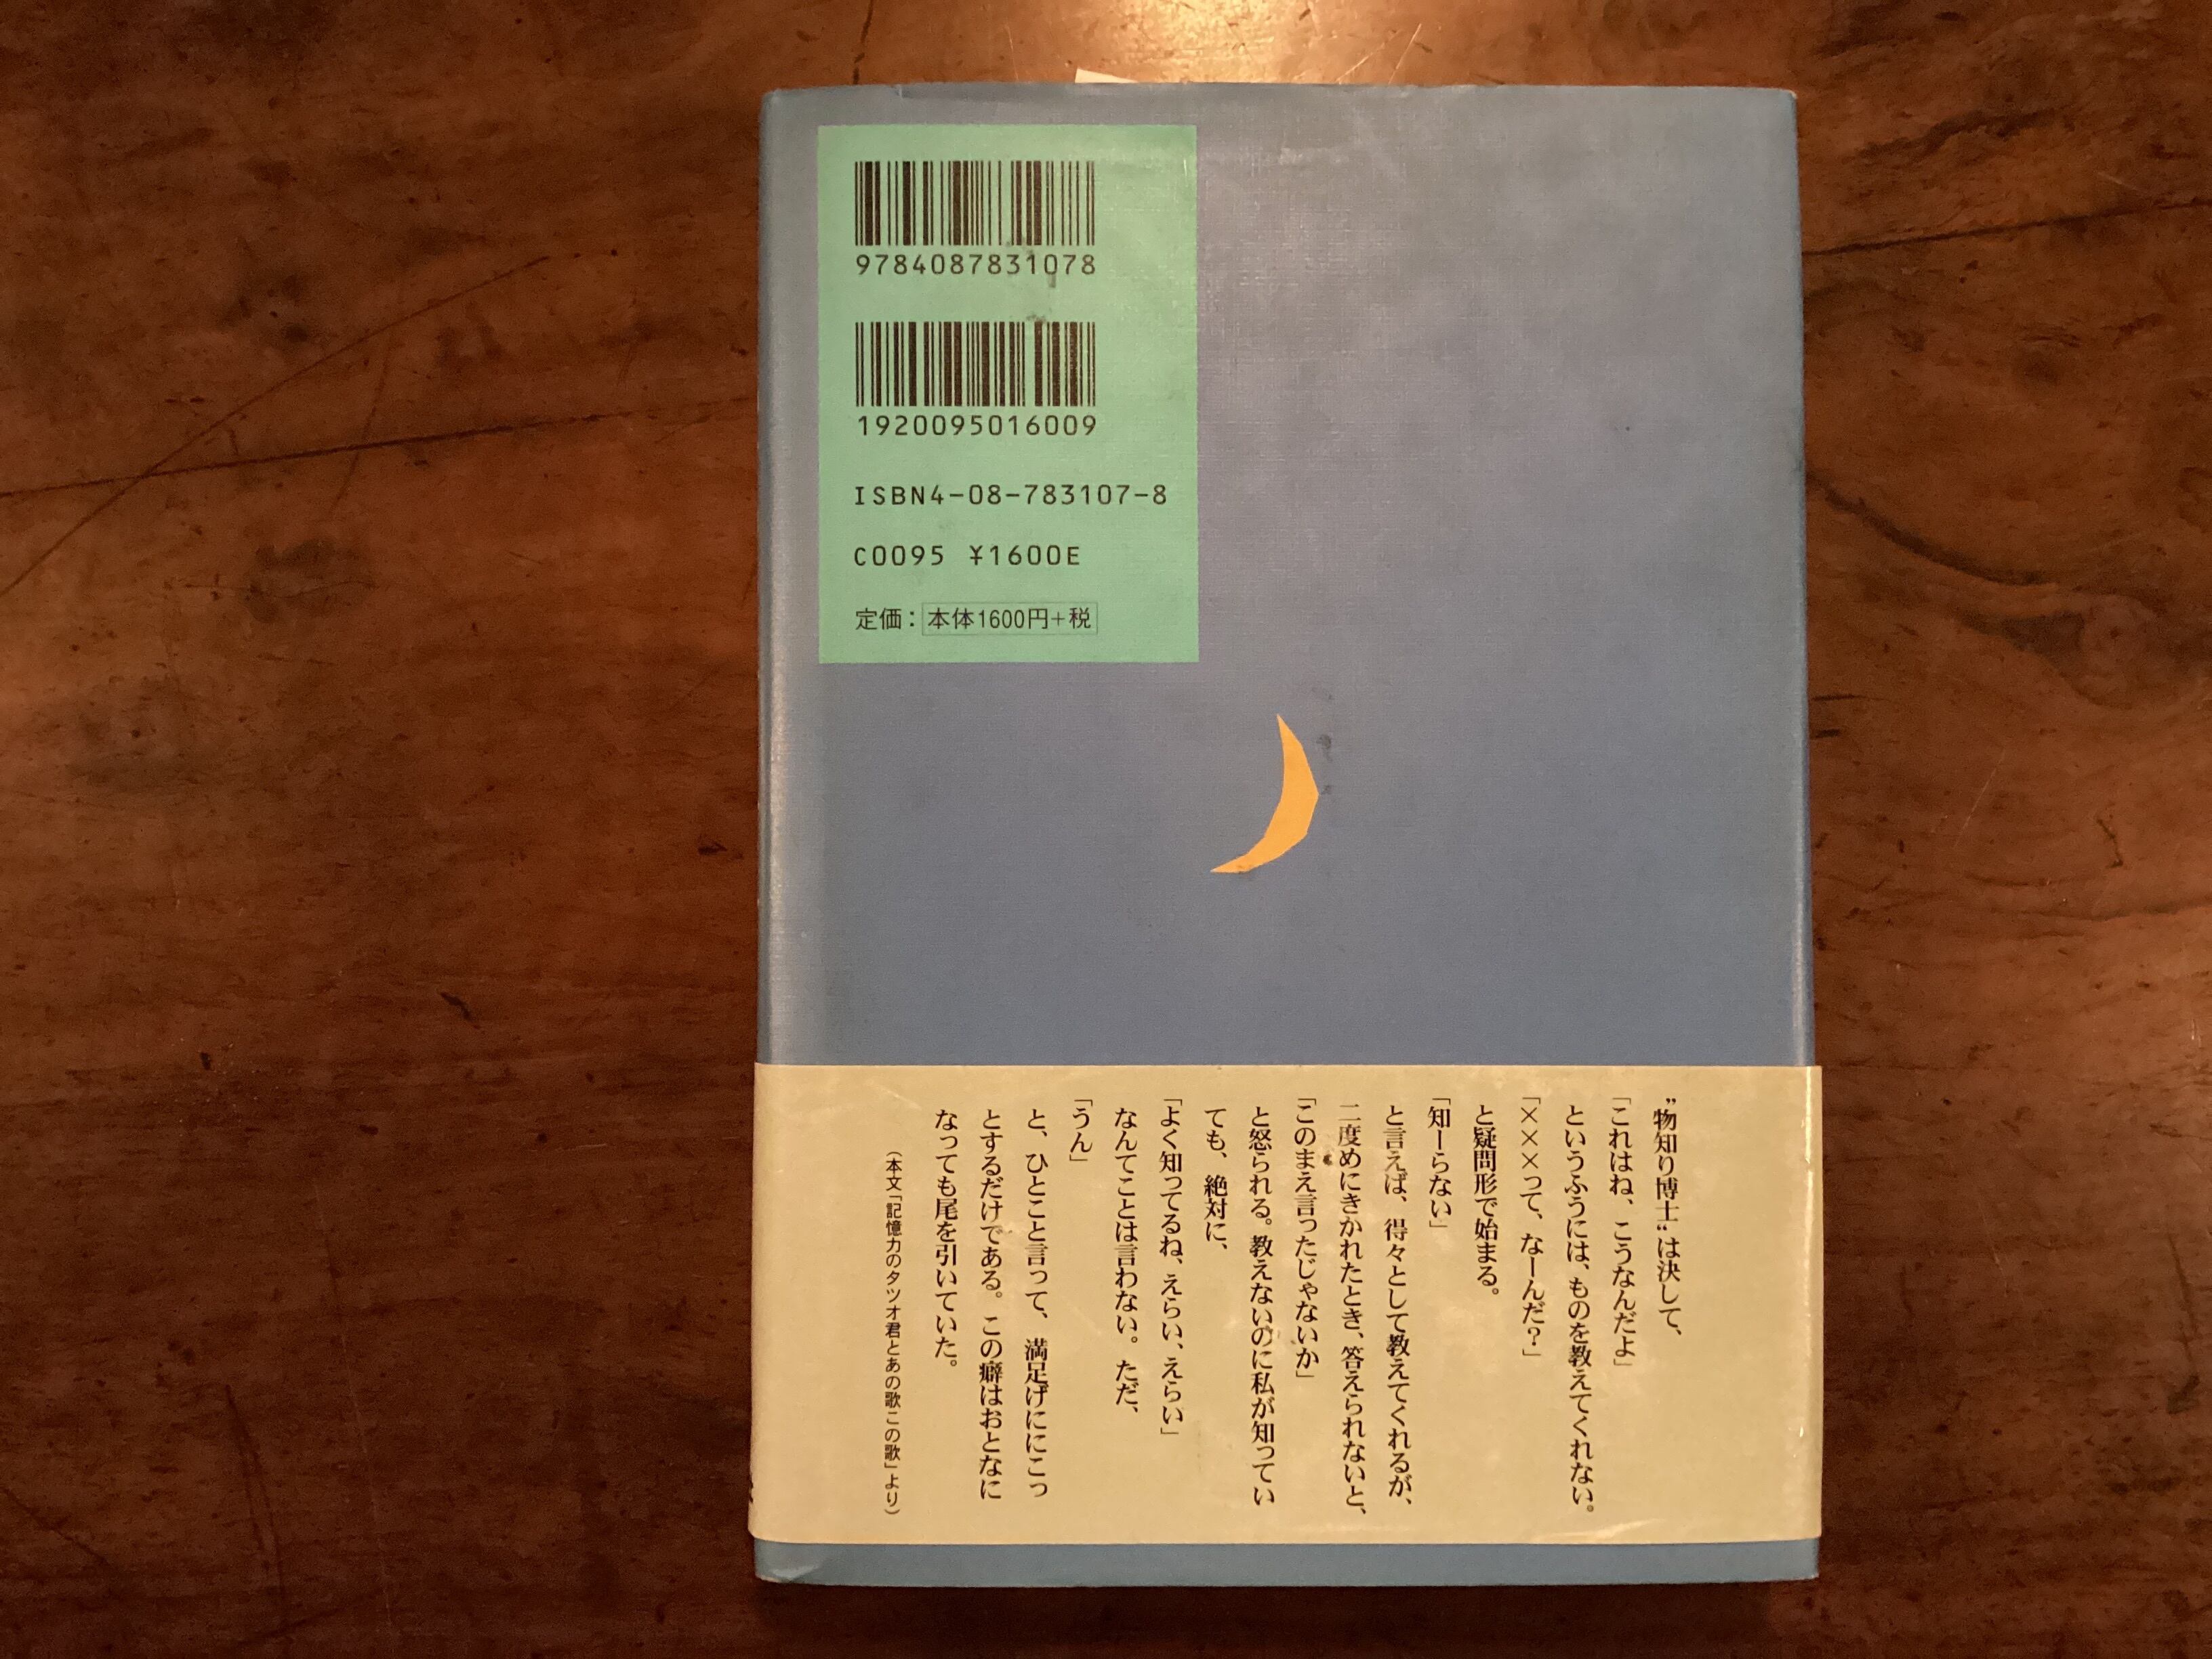 9784087831078
1920095016009
ISBN4-08-783107-8
C0095 ¥1600E
定価：本体1600円+税
〝物知り博士〟は決して、
「これはね、こうなんだよ」
というふうには、ものを教えてくれない。
「×××って、なーんだ？」
と疑問形で始まる。
「知ーらない」
と言えば、得々として教えてくれるが、
二度めにきかれたとき、答えられないと、
「このまえ言ったじゃないか」
と怒られる。教えないのに私が知ってい
ても、絶対に、
「よく知ってるね、えらい、えらい」
なんてことは言わない。ただ、
「うん」
と、ひとこと言って、満足げににこっ
とするだけである。この癖はおとなに
なっても尾を引いていた。
（本文「記憶力のタツオ君とあの歌この歌」より）